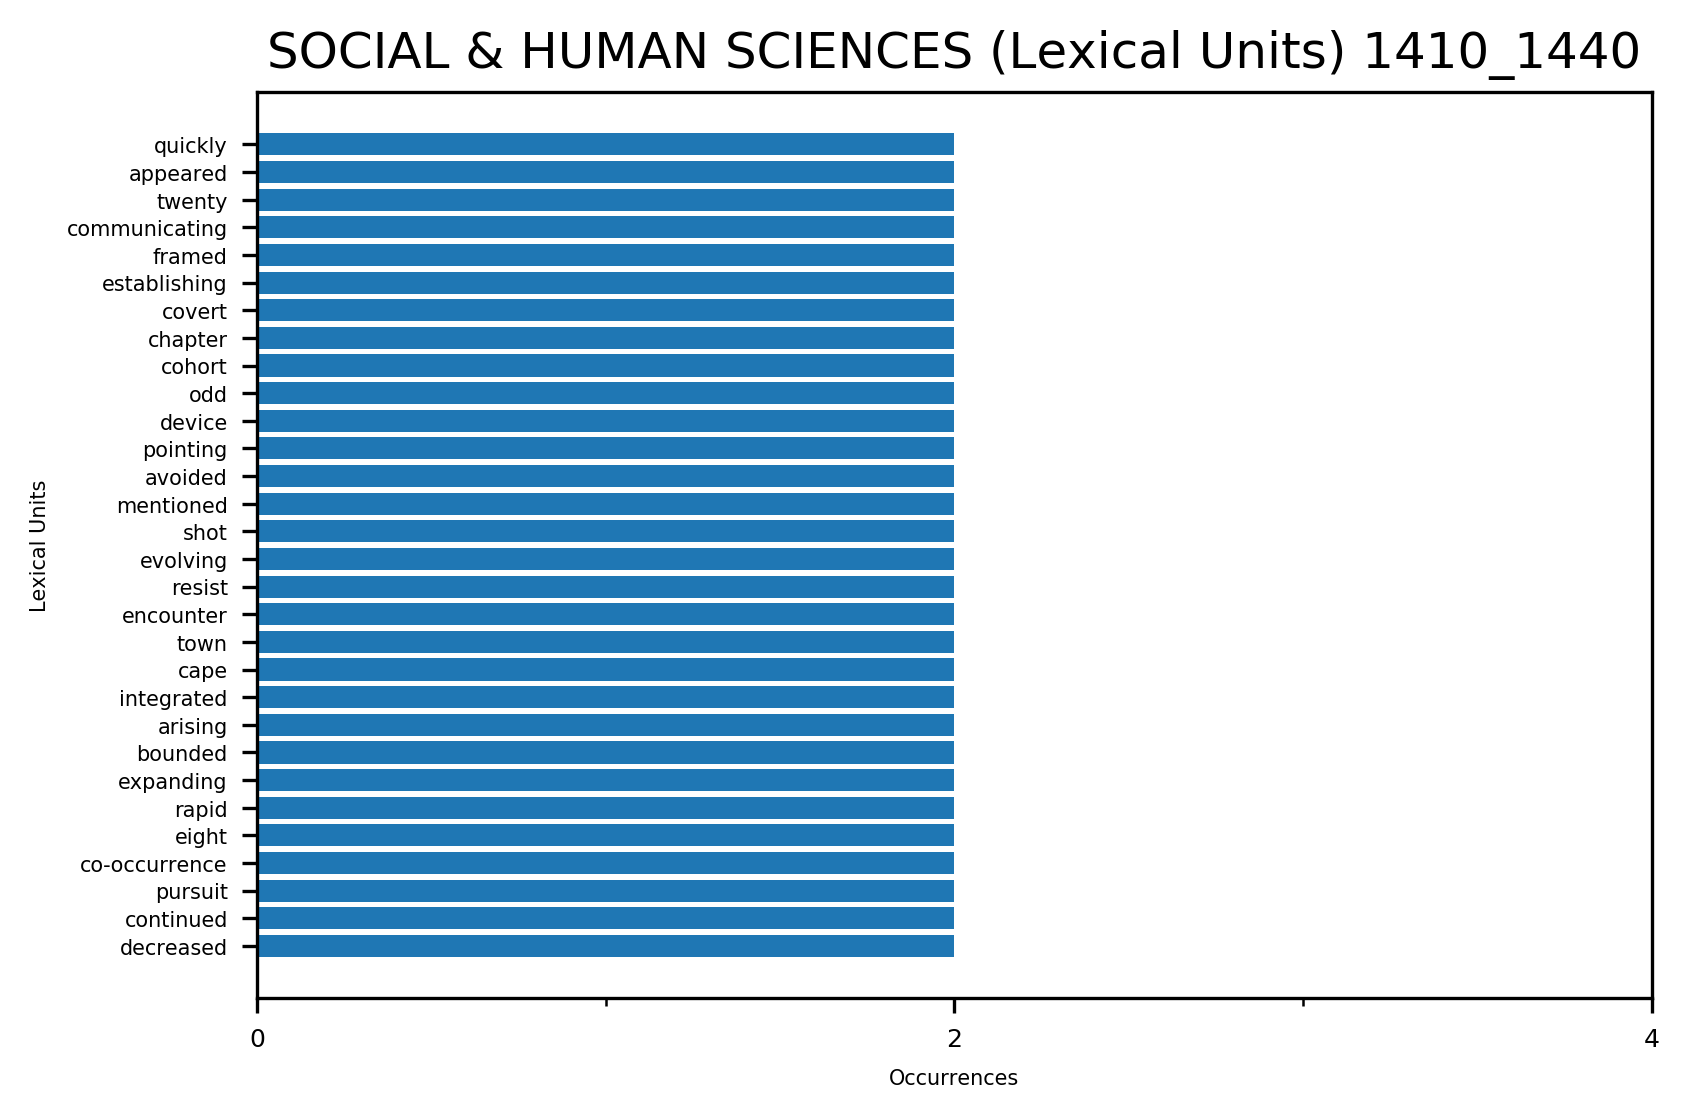 SOCIAL & HUMAN SCIENCES (Lexical Units) 1410_1440
quickly
appeared
twenty
communicating
framed
establishing
covert
chapter
cohort
odd
device
pointing
avoided
mentioned
shot
evolving
resist
encounter
town
cape
integrated
arising
bounded
expanding
rapid
eight
co-occurrence
pursuit
continued
decreased
Lexical Units
0 2 4
Occurrences